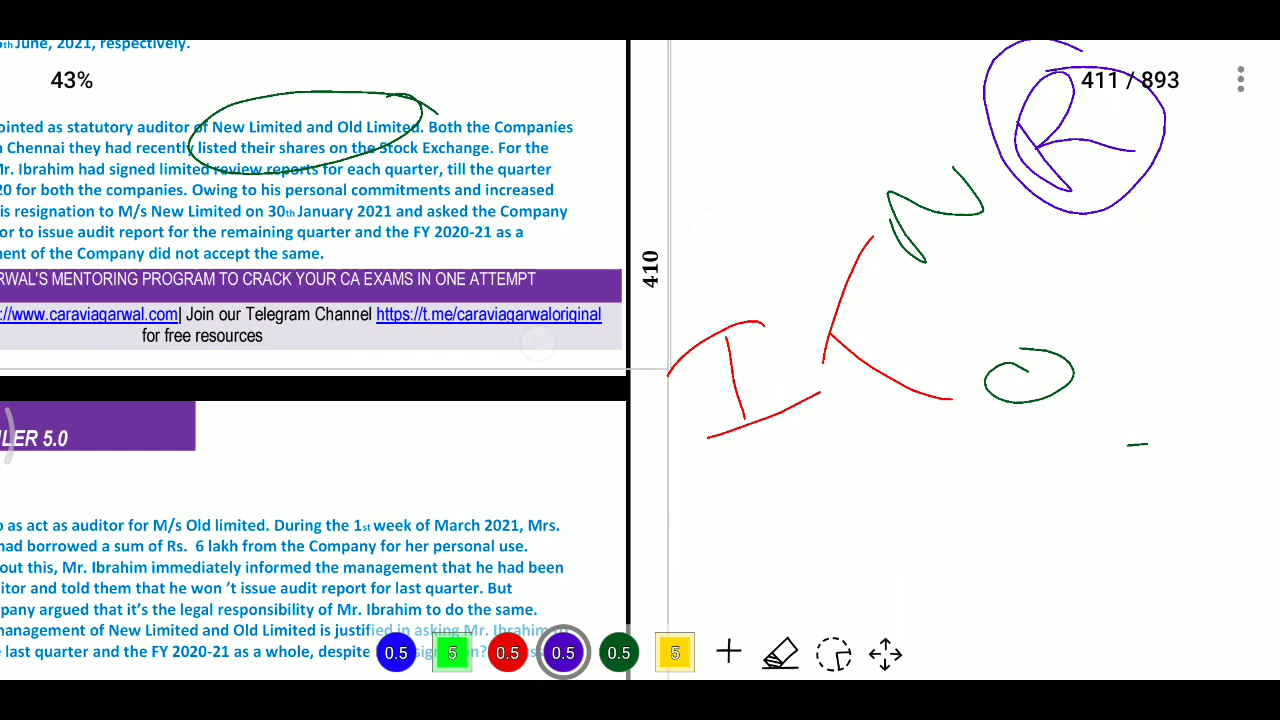 6th June, 2021, respectively.
43%
411 / 893
ointed as statutory auditor of New Limited and Old Limited. Both the Companies
n Chennai they had recently listed their shares on the Stock Exchange. For the
Mr. Ibrahim had signed limited review reports for each quarter, till the quarter
20 for both the companies. Owing to his personal commitments and increased
is resignation to M/s New Limited on 30th January 2021 and asked the Company
or to issue audit report for the remaining quarter and the FY 2020-21 as a
ment of the Company did not accept the same.
RWAL'S MENTORING PROGRAM TO CRACK YOUR CA EXAMS IN ONE ATTEMPT
://www.caraviagarwal.com| Join our Telegram Channel https://t.me/caraviagarwaloriginal
for free resources
410
R
N
I
O
ILER 5.0
o as act as auditor for M/s Old limited. During the 1st week of March 2021, Mrs.
had borrowed a sum of Rs. 6 lakh from the Company for her personal use.
out this, Mr. Ibrahim immediately informed the management that he had been
itor and told them that he won 't issue audit report for last quarter. But
pany argued that it's the legal responsibility of Mr. Ibrahim to do the same.
management of New Limited and Old Limited is justified in asking Mr. Ibrahim to
e last quarter and the FY 2020-21 as a whole, despite
0.5 5 0.5 0.5 0.5 5